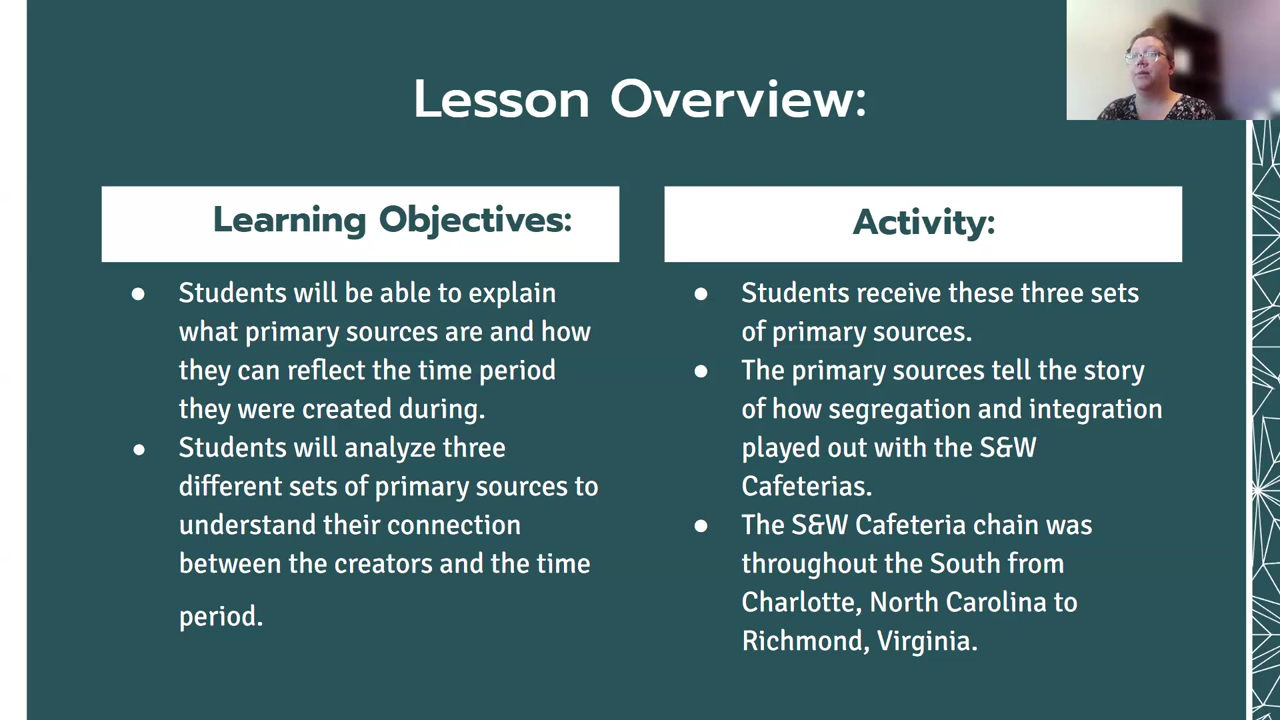 Lesson Overview:
Learning Objectives:
● Students will be able to explain
what primary sources are and how
they can reflect the time period
they were created during.
● Students will analyze three
different sets of primary sources to
understand their connection
between the creators and the time
period.
Activity:
● Students receive these three sets
of primary sources.
● The primary sources tell the story
of how segregation and integration
played out with the S&W
Cafeterias.
● The S&W Cafeteria chain was
throughout the South from
Charlotte, North Carolina to
Richmond, Virginia.